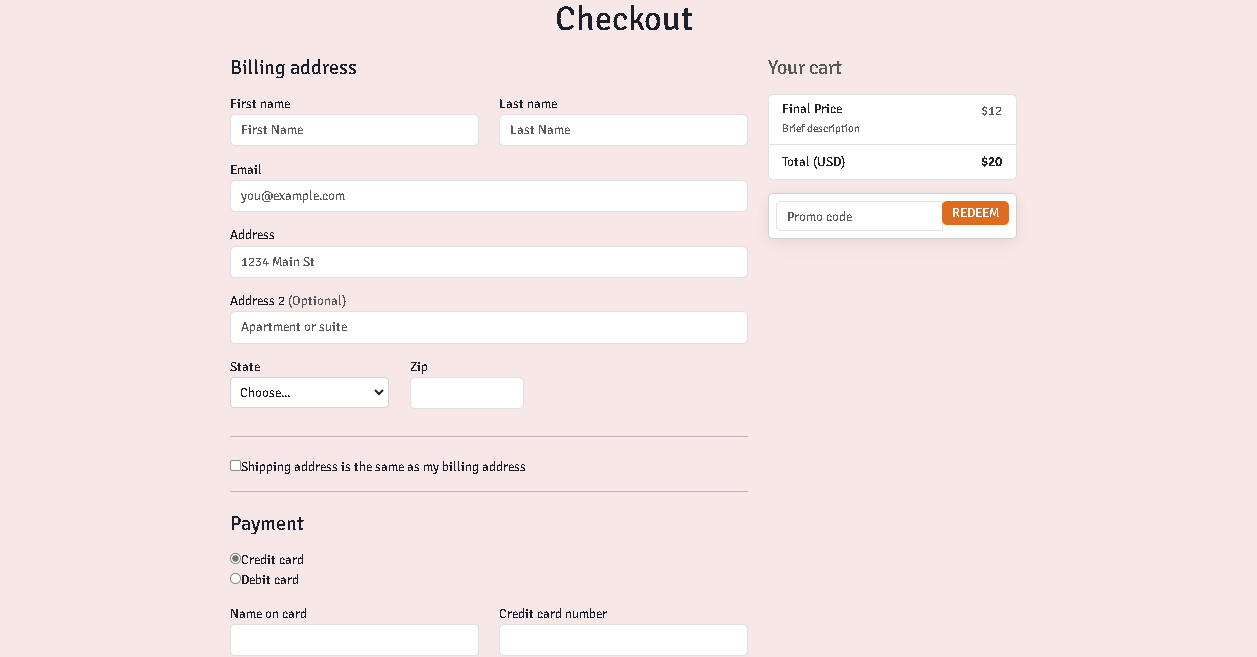 Checkout
Billing address
First name
Last name
First Name
Last Name
Email
you@example.com
Address
1234 Main St
Address 2 (Optional)
Apartment or suite
State
Zip
Choose...
Shipping address is the same as my billing address
Payment
Credit card
Debit card
Name on card
Credit card number
Your cart
Final Price
$12
Brief description
Total (USD)
$20
Promo code
REDEEM